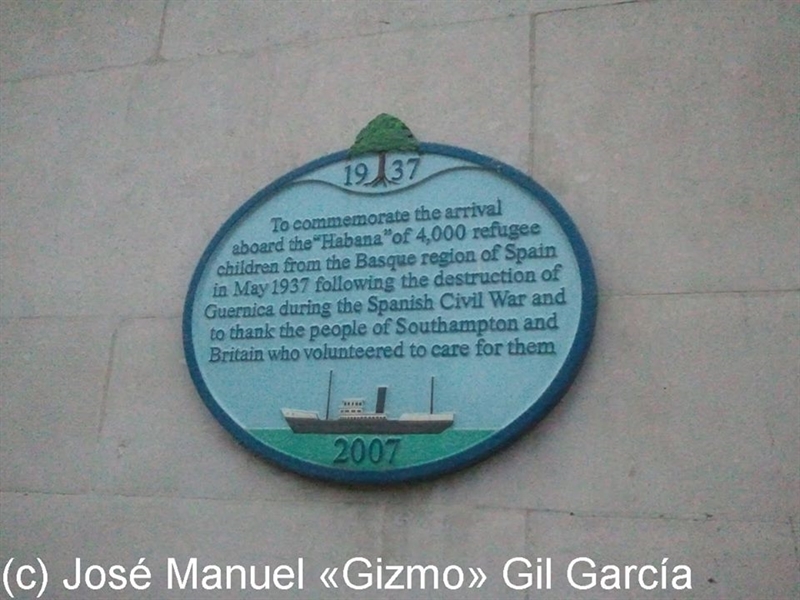 1937
To commemorate the arrival
aboard the "Habana" of 4,000 refugee
children from the Basque region of Spain
in May 1937 following the destruction of
Guernica during the Spanish Civil War and
to thank the people of Southampton and
Britain who volunteered to care for them
2007
(c) José Manuel «Gizmo» Gil García